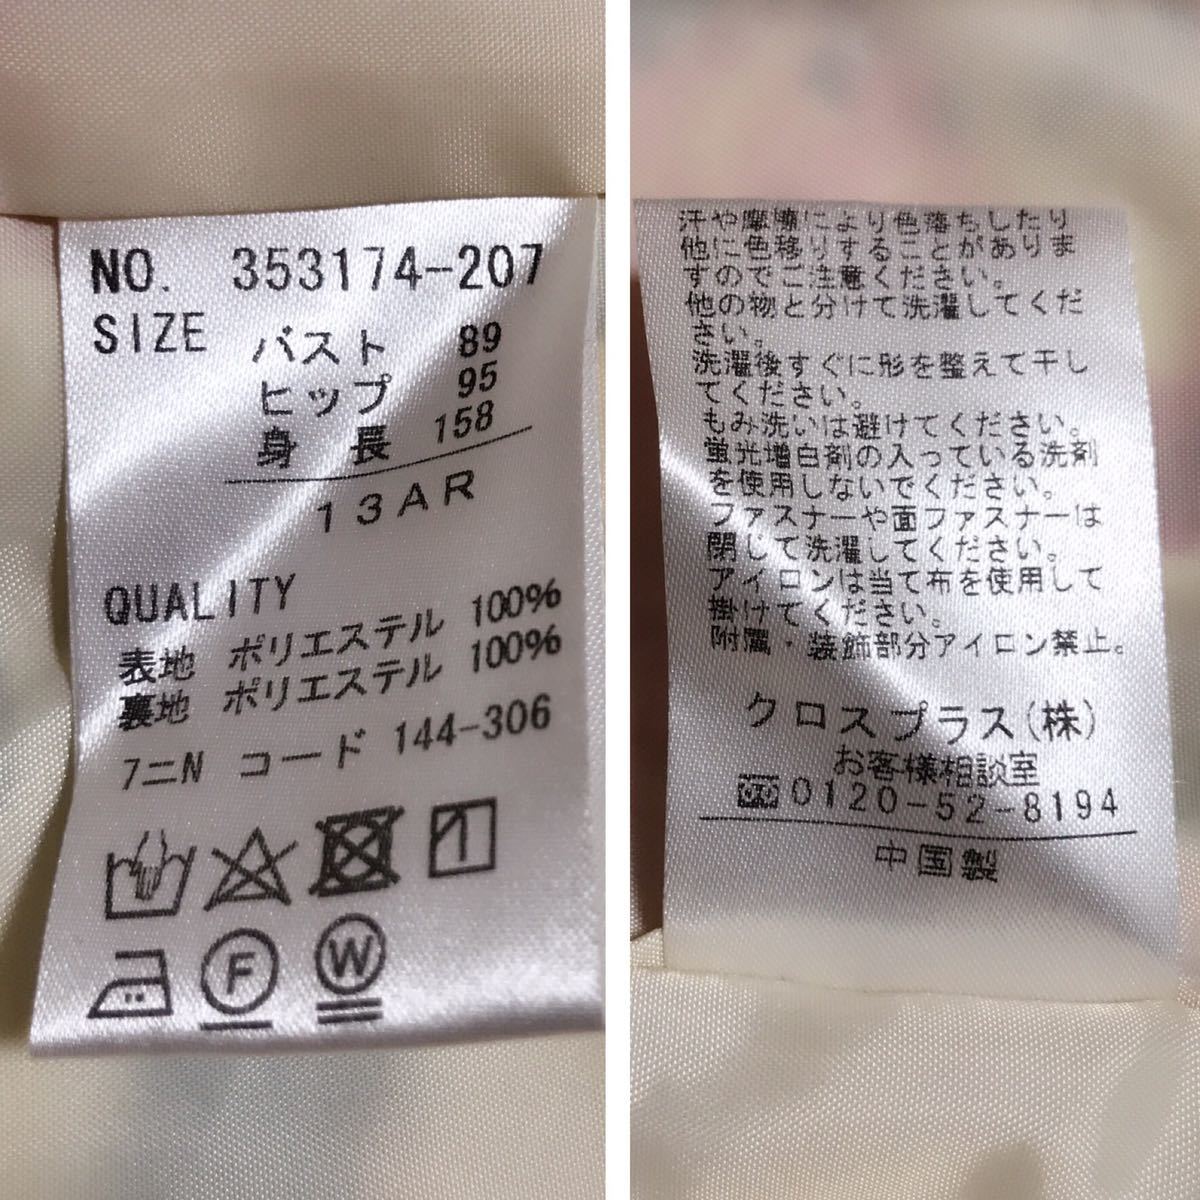 NO. 353174-207
SIZE バスト 89
ヒップ 95
身長 158
13AR
QUALITY
表地 ポリエステル 100%
裏地 ポリエステル 100%
7ニN コード 144-306
F
W
汗や摩擦により色落ちしたり
他に色移りすることがありま
すのでご注意ください。
他の物と分けて洗濯してくだ
さい。
洗濯後すぐに形を整えて干し
てください。
もみ洗いは避けてください。
蛍光増白剤の入っている洗剤
を使用しないでください。
ファスナーや面ファスナーは
閉じて洗濯してください。
アイロンは当て布を使用して
掛けてください。
附属・装飾部分アイロン禁止。
クロスプラス(株)
お客様相談室
0120-52-8194
中国製